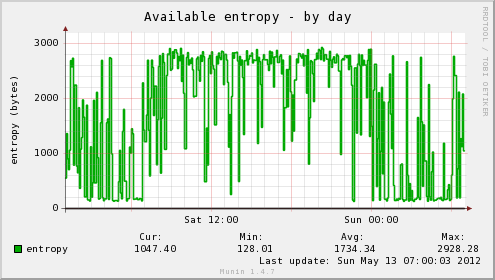 Available entropy - by day
RRDTOOL / TOBI OETIKER
entropy (bytes)
3000
2000
1000
0
Sat 12:00 Sun 00:00
Cur: Min: Avg: Max:
entropy 1047.40 128.01 1734.34 2928.28
Last update: Sun May 13 07:00:03 2012
Munin 1.4.7